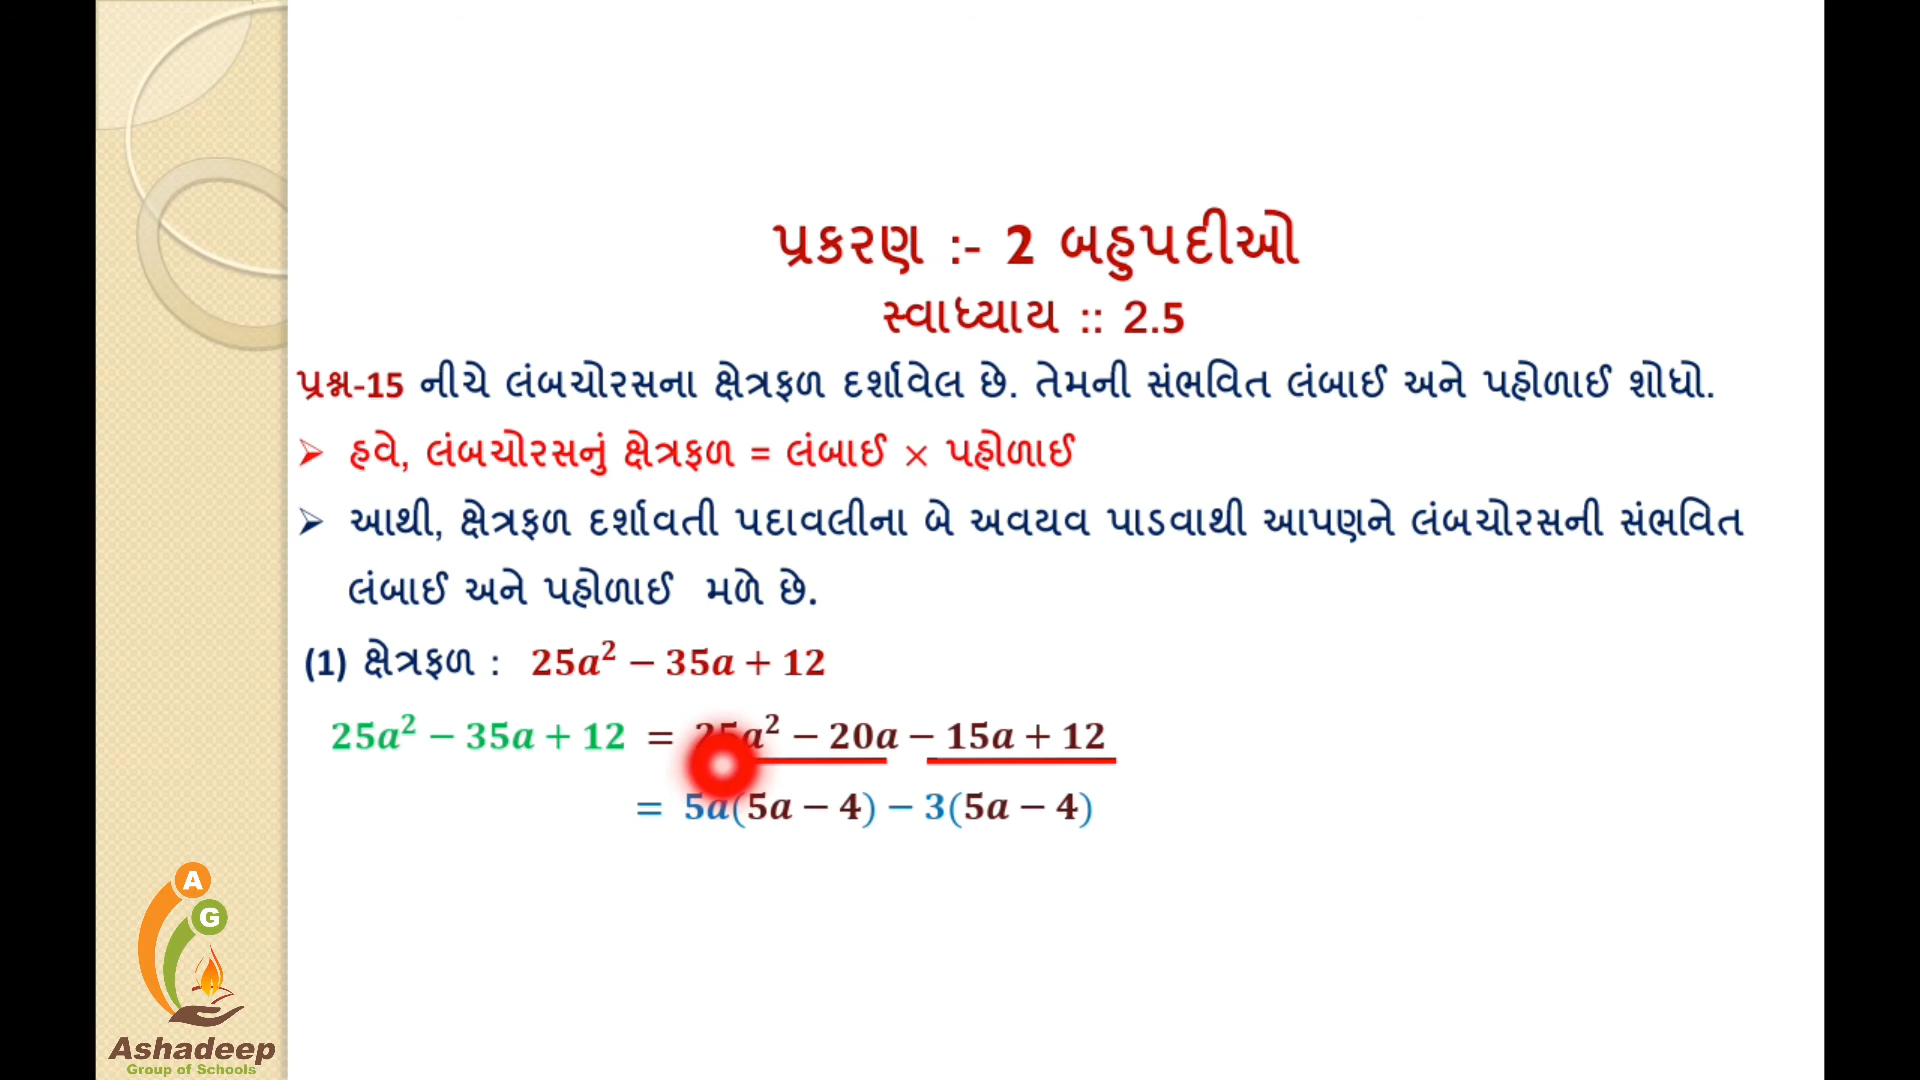 પ્રકરણ :- 2 બહુપદીઓ
સ્વાધ્યાય :: 2.5
પ્રશ્ન-15 નીચે લંબચોરસના ક્ષેત્રફળ દર્શાવેલ છે. તેમની સંભવિત લંબાઈ અને પહોળાઈ શોધો.
➢ હવે, લંબચોરસનું ક્ષેત્રફળ = લંબાઈ × પહોળાઈ
➢ આથી, ક્ષેત્રફળ દર્શાવતી પદાવલીના બે અવયવ પાડવાથી આપણને લંબચોરસની સંભવિત
લંબાઈ અને પહોળાઈ મળે છે.
(1) ક્ષેત્રફળ : 25a² − 35a + 12
25a² − 35a + 12 = 25a² − 20a − 15a + 12
= 5a(5a − 4) − 3(5a − 4)
A
G
Ashadeep
Group of Schools